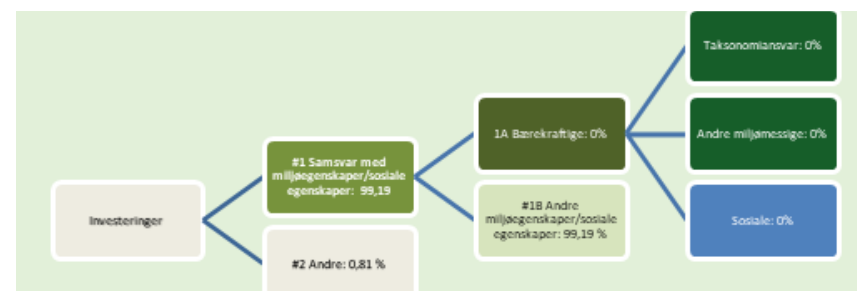 Taksonomiansvar: 0%
1A Bærekraftige: 0%
Andre miljømessige: 0%
#1 Samsvar med
miljøegenskaper/sosiale
egenskaper: 99,19
Investeringer
#1B Andre
miljøegenskaper/sosiale
egenskaper: 99,19 %
Sosiale: 0%
#2 Andre: 0,81 %